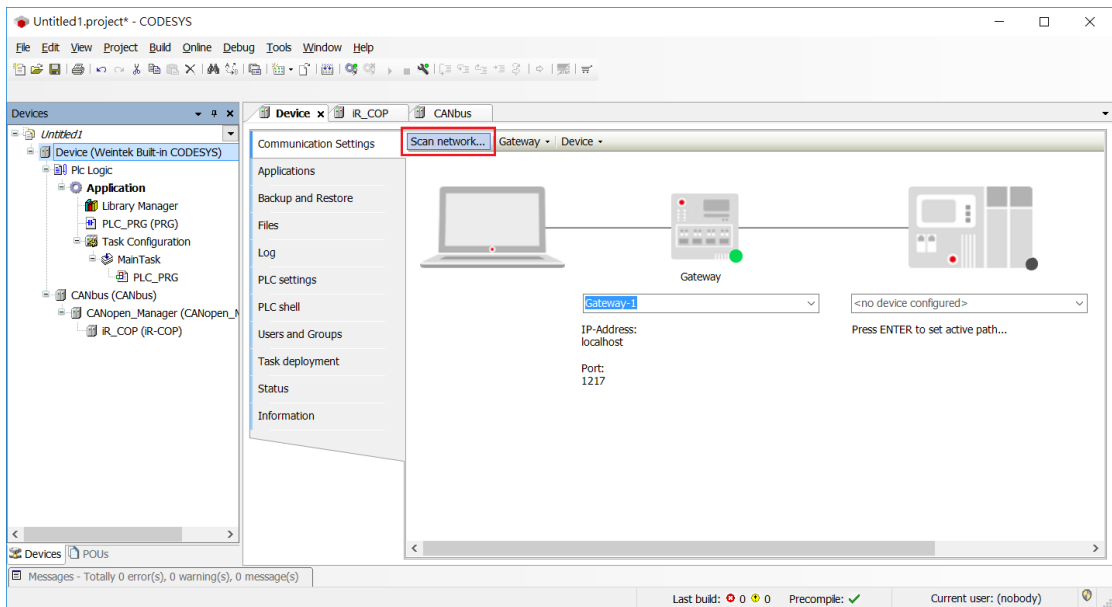 Untitled1.project* - CODESYS
File Edit View Project Build Online Debug Tools Window Help
Devices
Untitled1
Device (Weintek Built-in CODESYS)
Plc Logic
Application
Library Manager
PLC_PRG (PRG)
Task Configuration
MainTask
PLC_PRG
CANbus (CANbus)
CANopen_Manager (CANopen_M
iR_COP (iR-COP)
Devices POUs
Device iR_COP CANbus
Communication Settings
Applications
Backup and Restore
Files
Log
PLC settings
PLC shell
Users and Groups
Task deployment
Status
Information
Scan network... Gateway Device
Gateway
Gateway-1
IP-Address:
localhost
Port:
1217
<no device configured>
Press ENTER to set active path...
Messages - Totally 0 error(s), 0 warning(s), 0 message(s)
Last build: 0 0 Precompile: Current user: (nobody)